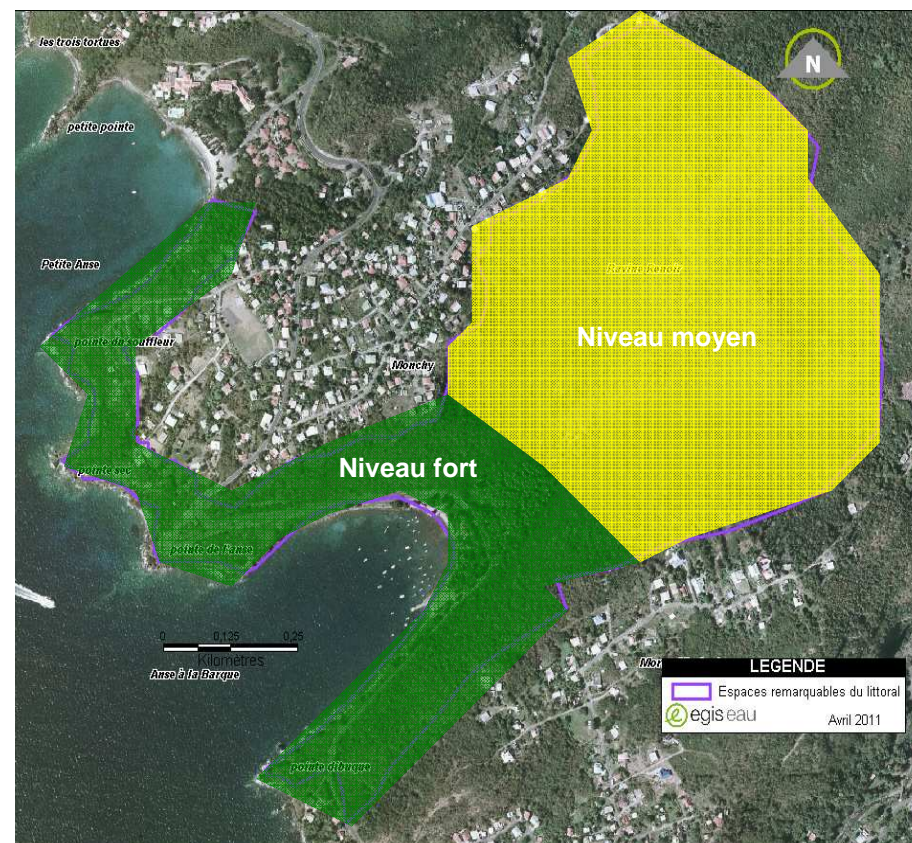 les trois tortues
N
petite pointe
Petite Anse
Ravine Renoir
pointe du souffleur
Niveau moyen
Monchy
Niveau fort
pointe sec
pointe de l'anse
0 0,125 0,25
Kilomètres
Anse à la Barque
LEGENDE
Espaces remarquables du littoral
egis eau
Avril 2011
pointe dibuque